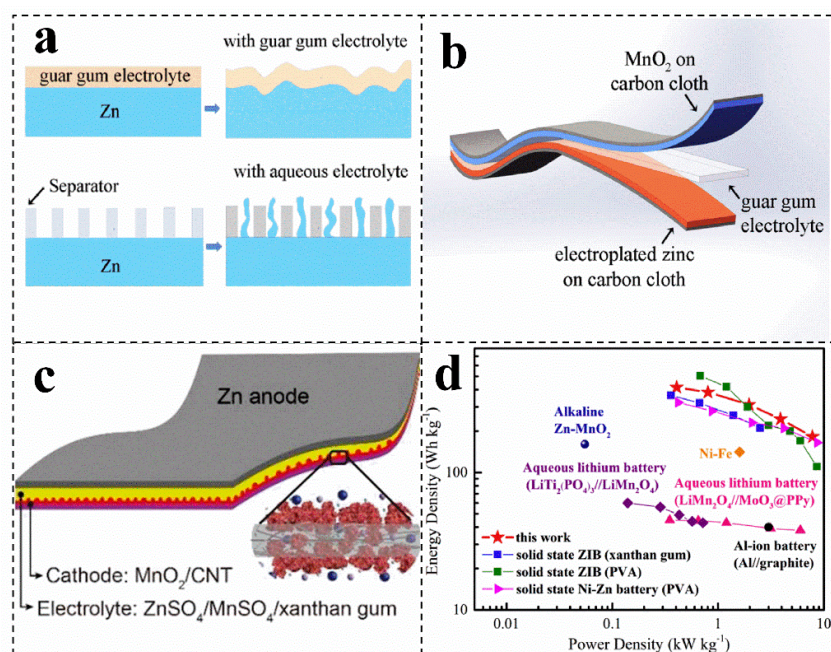 a
guar gum electrolyte
Zn
with guar gum electrolyte
Separator
Zn
with aqueous electrolyte
b
MnO2 on
carbon cloth
guar gum
electrolyte
electroplated zinc
on carbon cloth
c
Zn anode
Cathode: MnO2/CNT
Electrolyte: ZnSO4/MnSO4/xanthan gum
d
Energy Density (Wh kg-1)
100
10
Alkaline
Zn-MnO2
Ni-Fe
Aqueous lithium battery
(LiTi2(PO4)3//LiMn2O4)
Aqueous lithium battery
(LiMn2O4//MoO3@PPy)
this work
solid state ZIB (xanthan gum)
solid state ZIB (PVA)
solid state Ni-Zn battery (PVA)
Al-ion battery
(Al//graphite)
0.01 0.1 1 10
Power Density (kW kg-1)